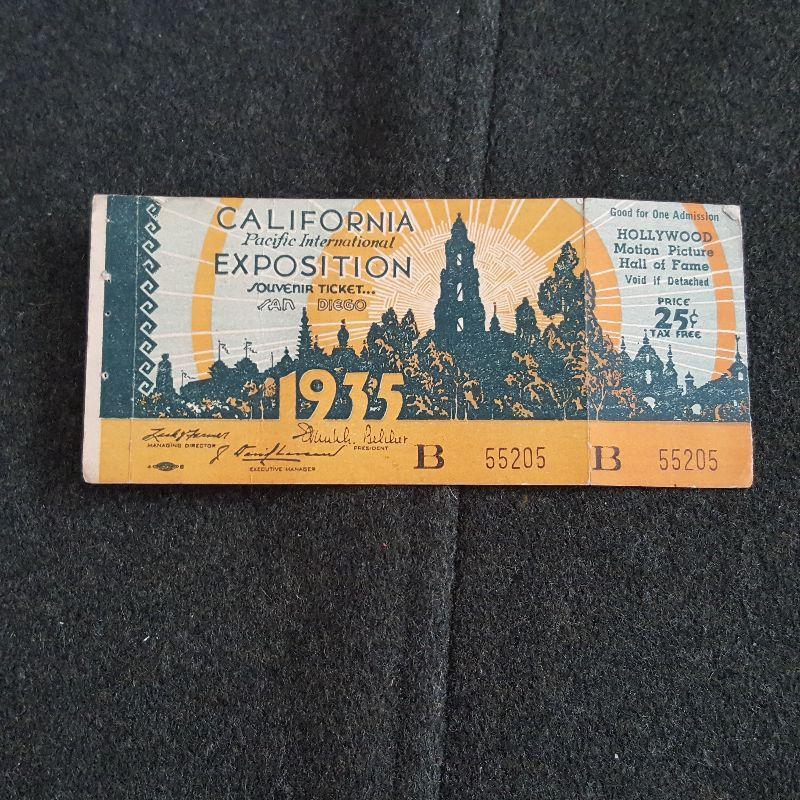 CALIFORNIA
Pacific International
EXPOSITION
SOUVENIR TICKET...
SAN DIEGO
1935
MANAGING DIRECTOR
EXECUTIVE MANAGER
Belcher
PRESIDENT
B 55205
Good for One Admission
HOLLYWOOD
Motion Picture
Hall of Fame
Void if Detached
PRICE
25¢
TAX FREE
B 55205